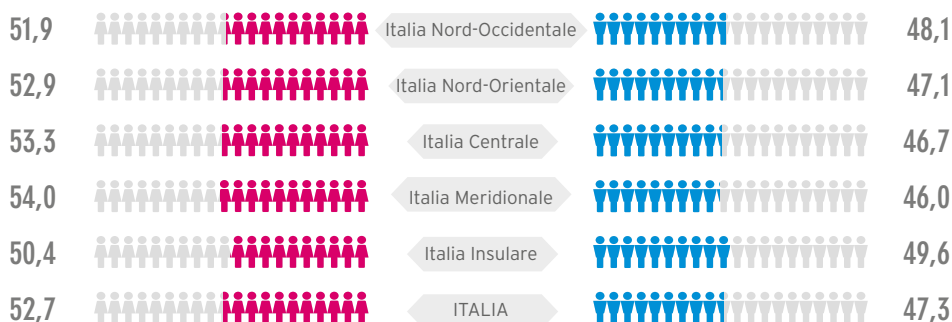 51,9 Italia Nord-Occidentale 48,1
52,9 Italia Nord-Orientale 47,1
53,3 Italia Centrale 46,7
54,0 Italia Meridionale 46,0
50,4 Italia Insulare 49,6
52,7 ITALIA 47,3